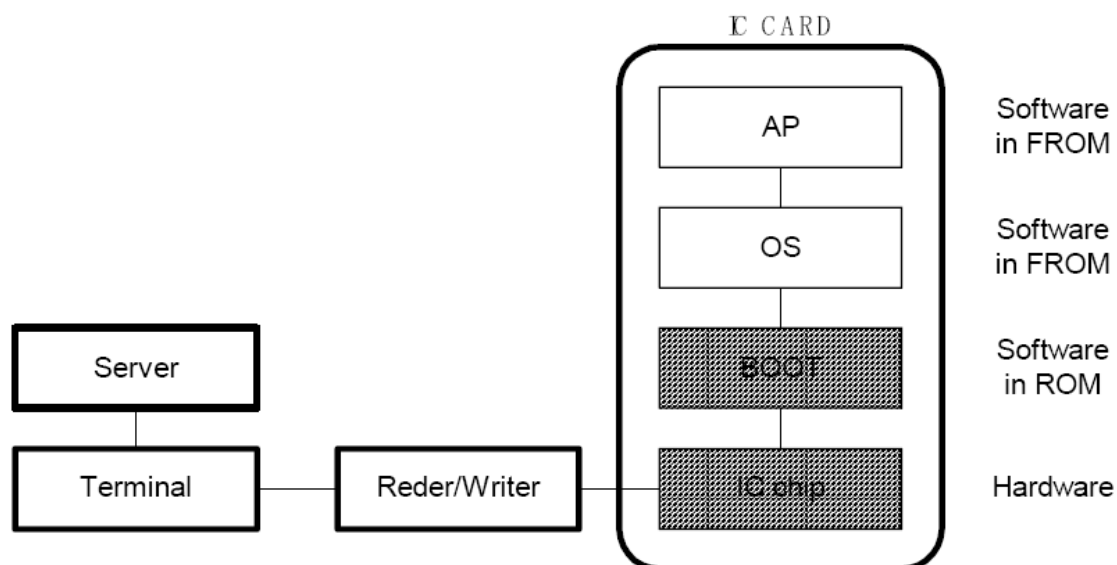 IC CARD
AP
Software
in FROM
OS
Software
in FROM
Server
BOOT
Software
in ROM
Terminal
Reder/Writer
IC chip
Hardware